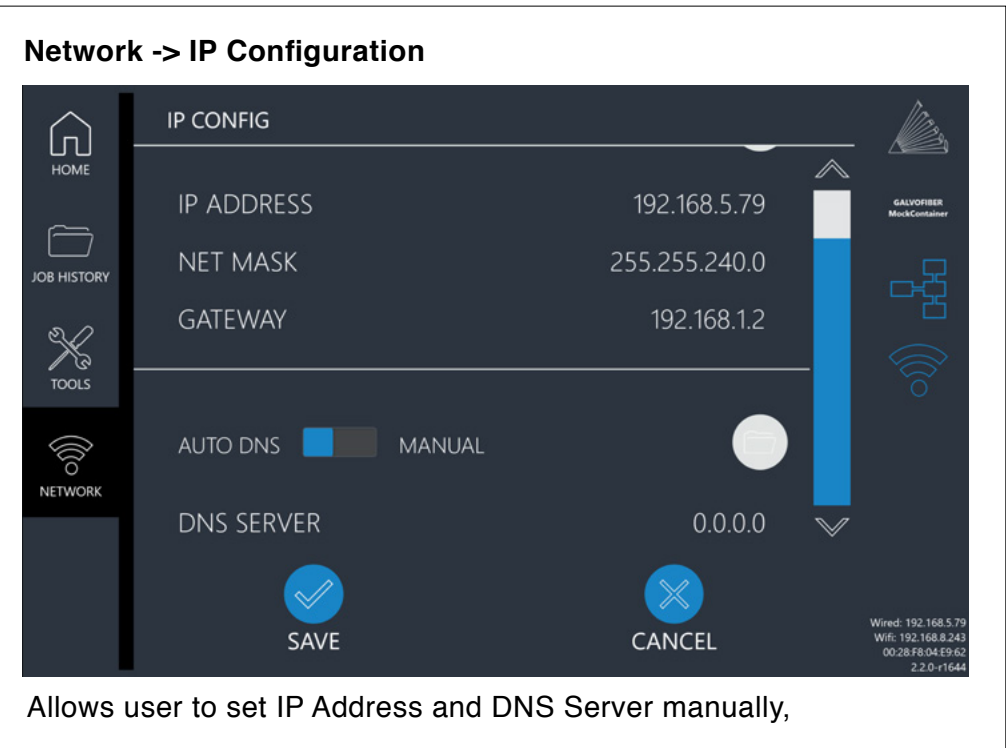 Network -> IP Configuration
HOME
JOB HISTORY
TOOLS
NETWORK
IP CONFIG
IP ADDRESS 192.168.5.79
NET MASK 255.255.240.0
GATEWAY 192.168.1.2
AUTO DNS MANUAL
DNS SERVER 0.0.0.0
SAVE CANCEL
GALVOFIBER
MockContainer
Wired: 192.168.5.79
Wifi: 192.168.8.243
00:28:F8:04:E9:62
2.2.0-r1644
Allows user to set IP Address and DNS Server manually,